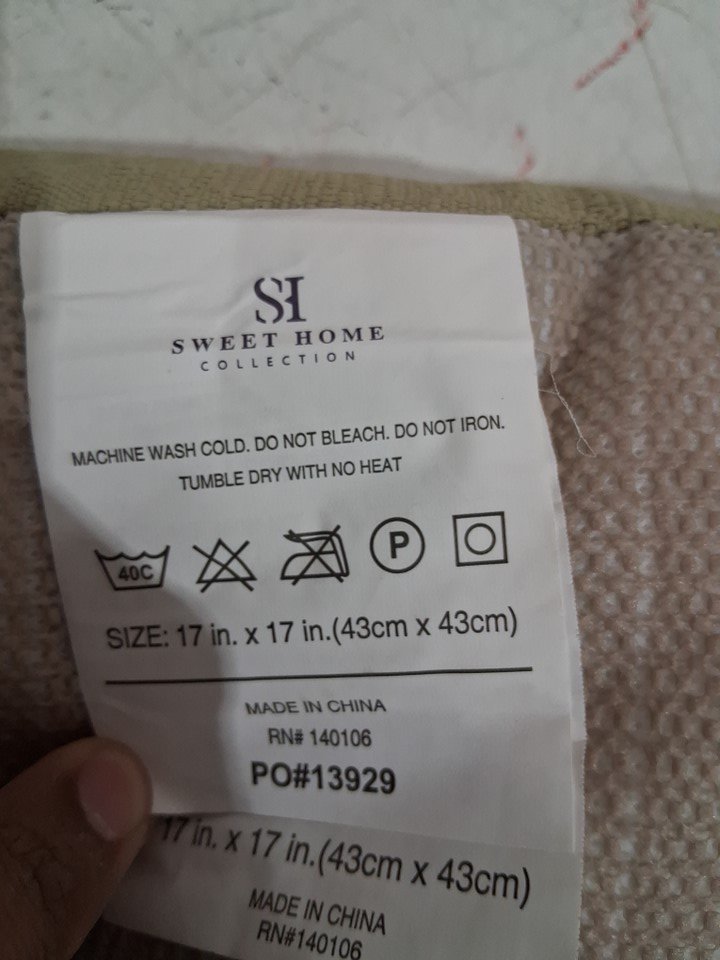 SH
SWEET HOME
COLLECTION
MACHINE WASH COLD. DO NOT BLEACH. DO NOT IRON.
TUMBLE DRY WITH NO HEAT
40C
P
SIZE: 17 in. x 17 in.(43cm x 43cm)
MADE IN CHINA
RN# 140106
PO#13929
17 in. x 17 in.(43cm x 43cm)
MADE IN CHINA
RN#140106